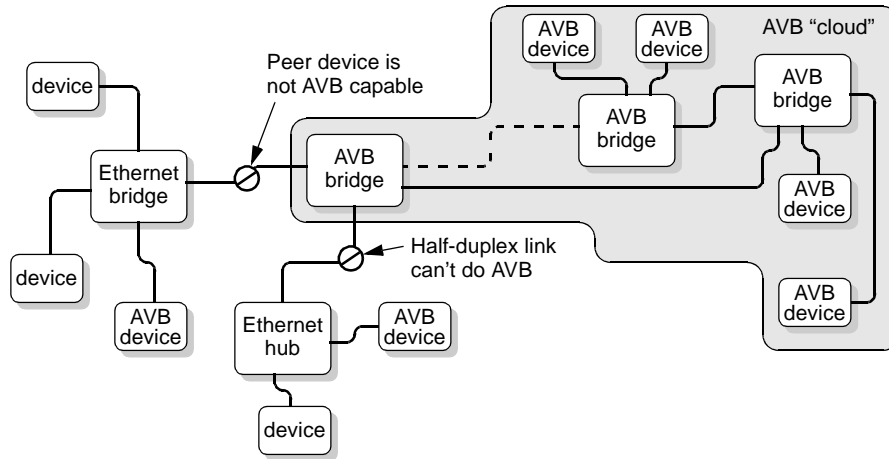 AVB "cloud"
AVB
device
AVB
device
Peer device is
not AVB capable
device
AVB
bridge
AVB
bridge
Ethernet
bridge
AVB
bridge
AVB
device
Half-duplex link
can't do AVB
device
AVB
device
AVB
device
Ethernet
hub
AVB
device
device